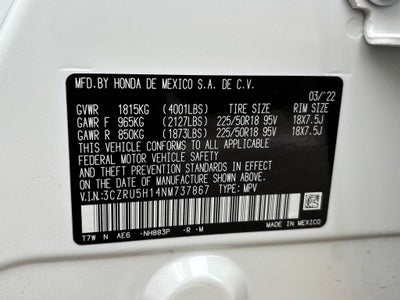 MFD.BY HONDA DE MEXICO S.A. DE C.V.
03/'22
GVWR 1815KG (4001LBS) TIRE SIZE RIM SIZE
GAWR F 965KG (2127LBS) 225/50R18 95V 18X7.5J
GAWR R 850KG (1873LBS) 225/50R18 95V 18X7.5J
THIS VEHICLE CONFORMS TO ALL APPLICABLE
FEDERAL MOTOR VEHICLE SAFETY AND
THEFT PREVENTION STANDARDS IN EFFECT ON
THE DATE OF MANUFACTURE SHOWN ABOVE.
V.I.N:3CZRU5H14NM737867 TYPE: MPV
T7W N AE6 -NH883P -R -M MADE IN MEXICO